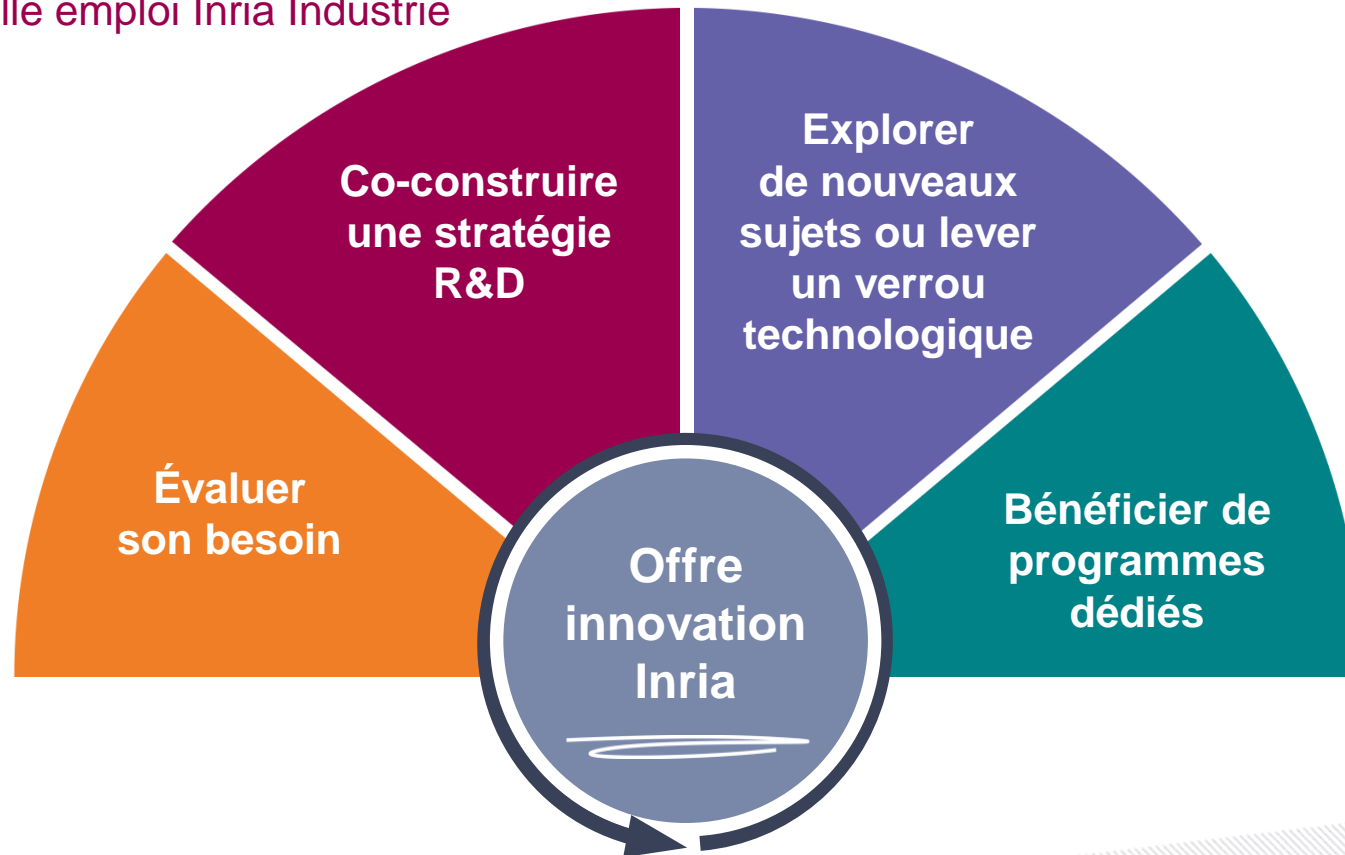 emploi Inria Industrie
Co-construire
une stratégie
R&D
Explorer
de nouveaux
sujets ou lever
un verrou
technologique
Évaluer
son besoin
Bénéficier de
programmes
dédiés
Offre
innovation
Inria